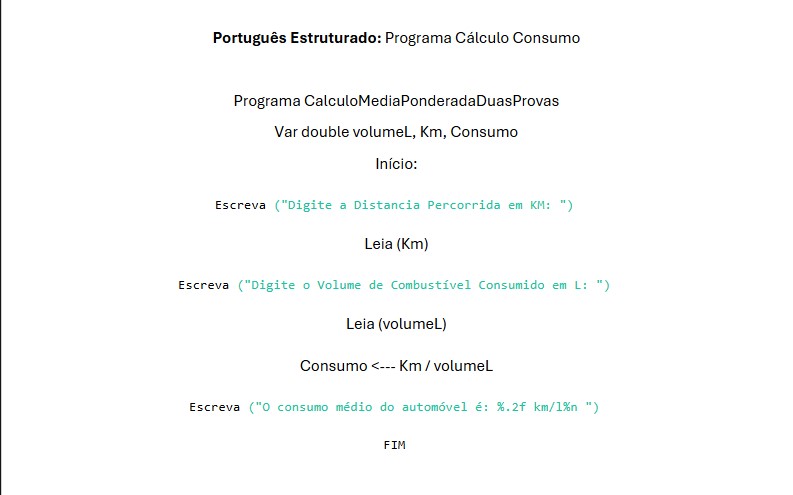 Português Estruturado: Programa Cálculo Consumo
Programa CalculoMediaPonderadaDuasProvas
Var double volumeL, Km, Consumo
Início:
Escreva ("Digite a Distancia Percorrida em KM: ")
Leia (Km)
Escreva ("Digite o Volume de Combustível Consumido em L: ")
Leia (volumeL)
Consumo <--- Km / volumeL
Escreva ("O consumo médio do automóvel é: %.2f km/l%n ")
FIM